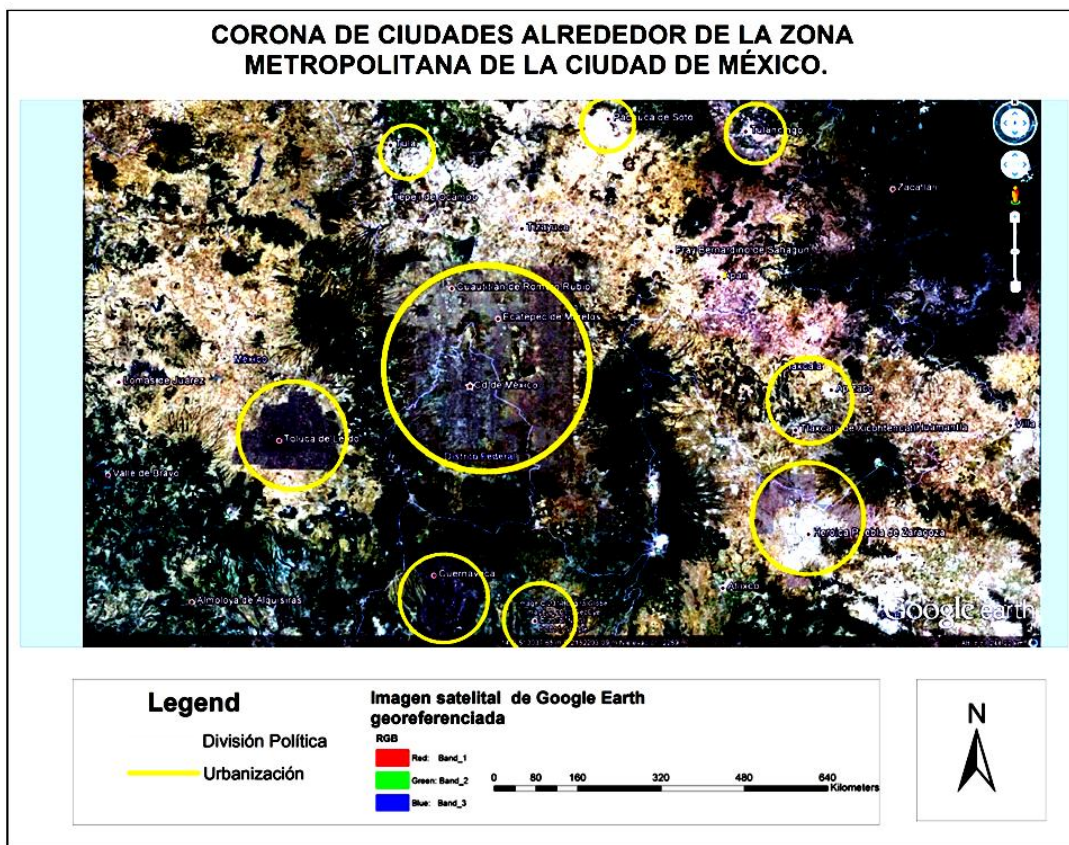 CORONA DE CIUDADES ALREDEDOR DE LA ZONA
METROPOLITANA DE LA CIUDAD DE MÉXICO.
Pachuca de Soto
Tulancingo
Tula
Zacatlan
Tepeji de Ocampo
Tizayuca
Fray Bernardino de Sahagun
Apan
Cuautitlan de Romero Rubio
Ecatepec de Morelos
México
Tlaxcala
Lomas de Juarez
Cd de México
Apizaco
Villa
Tlaxcala de Xicohtencatl Huamantla
Toluca de Lerdo
Distrito Federal
Valle de Bravo
Heroica Puebla de Zaragoza
Cuernavaca
Atlixco
Almoloya de Alquisiras
Google earth
Legend
División Política
Urbanización
Imagen satelital de Google Earth
georeferenciada
RGB
Red: Band_1
Green: Band_2
Blue: Band_3
0 80 160 320 480 640
Kilometers
N